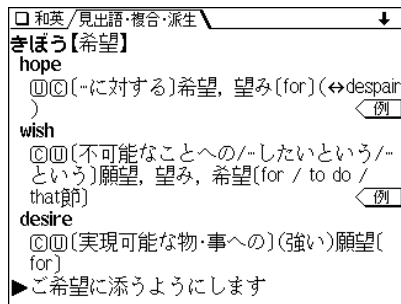 □ 和英/見出語･複合･派生 ↓
きぼう【希望】
hope
ⓊⒸ〔…に対する〕希望，望み〔for〕(↔despair
) 例
wish
ⒸⓊ〔不可能なことへの/…したいという/…
という〕願望，望み，希望〔for / to do /
that節〕 例
desire
ⒸⓊ〔実現可能な物･事への〕(強い)願望〔
for〕
▶ご希望に添うようにします